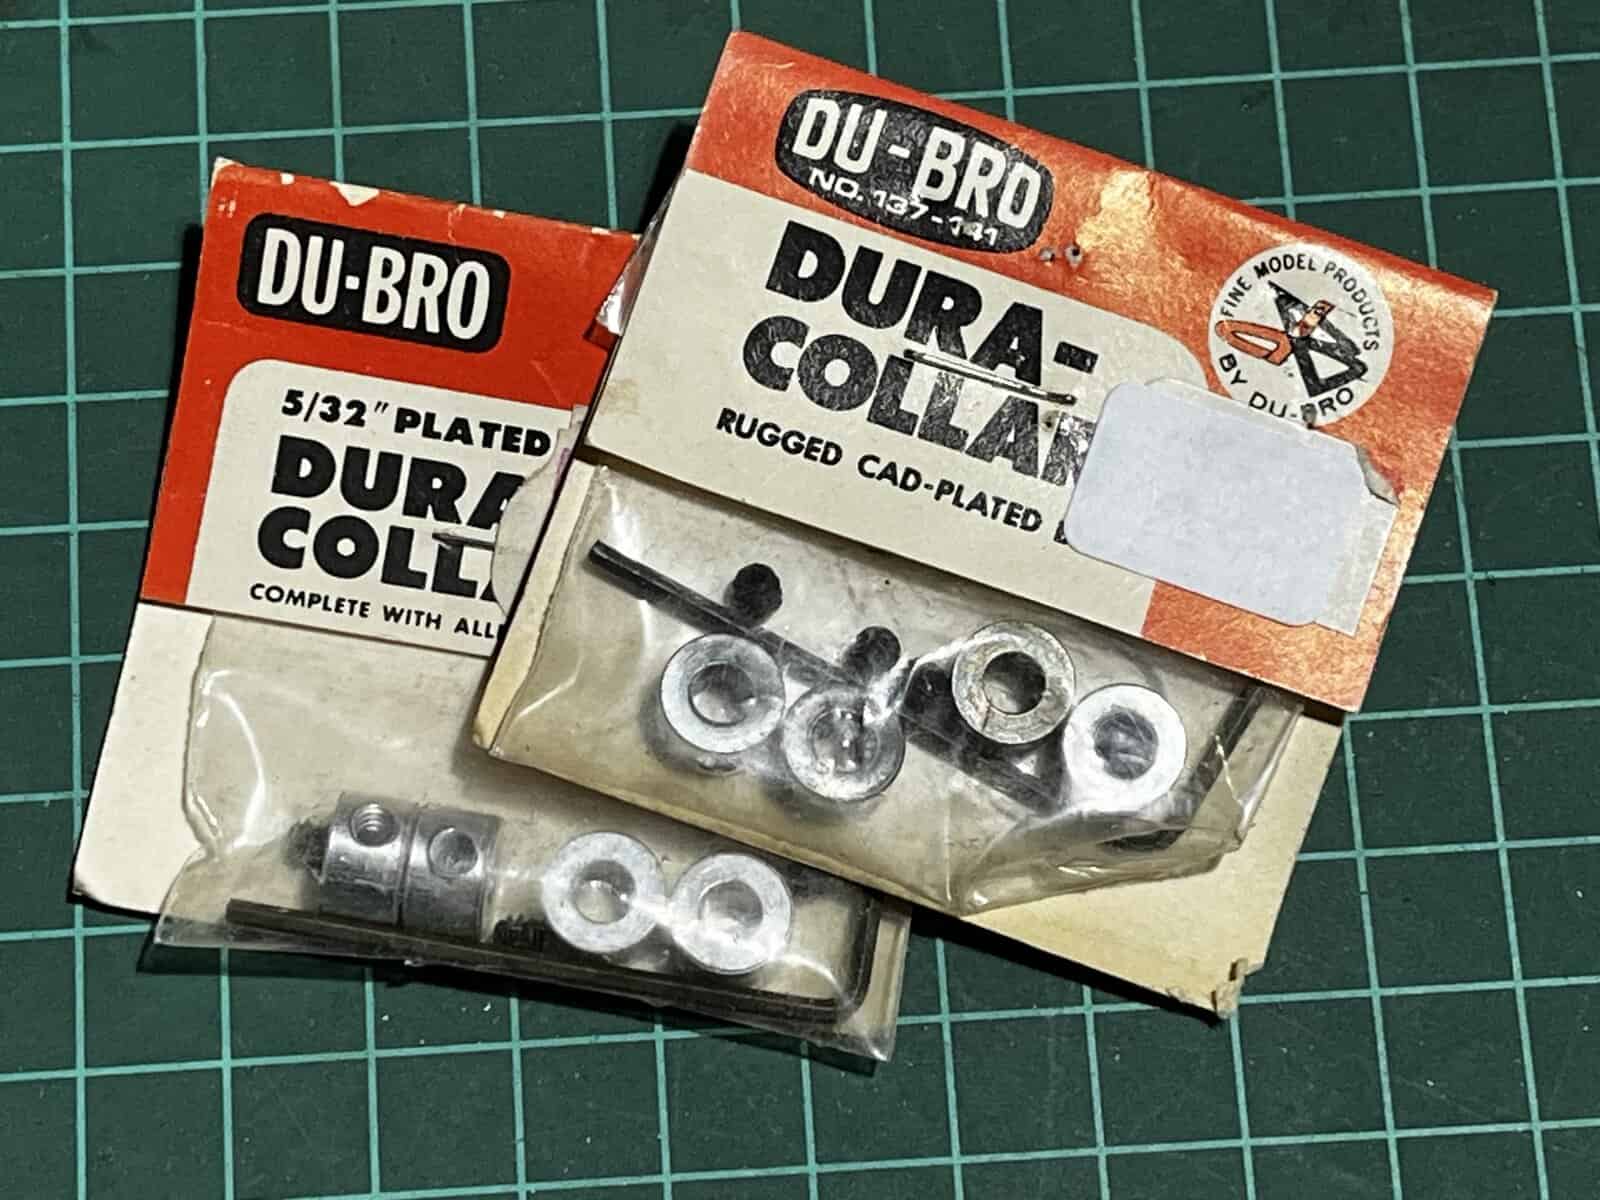 DU-BRO
5/32" PLATED
DURA
COLLA
COMPLETE WITH ALL
DU-BRO
NO. 137-141
DURA-
COLLAR
RUGGED CAD-PLATED
FINE MODEL PRODUCTS
BY DU-BRO